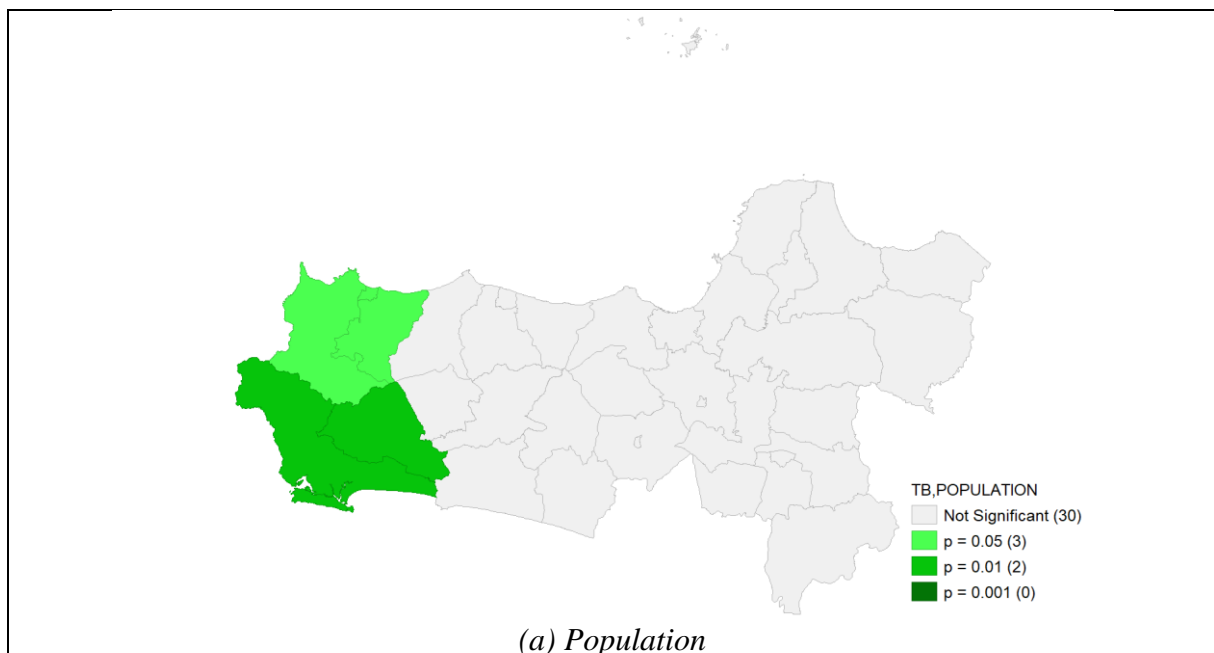 TB,POPULATION
Not Significant (30)
p = 0.05 (3)
p = 0.01 (2)
p = 0.001 (0)
(a) Population